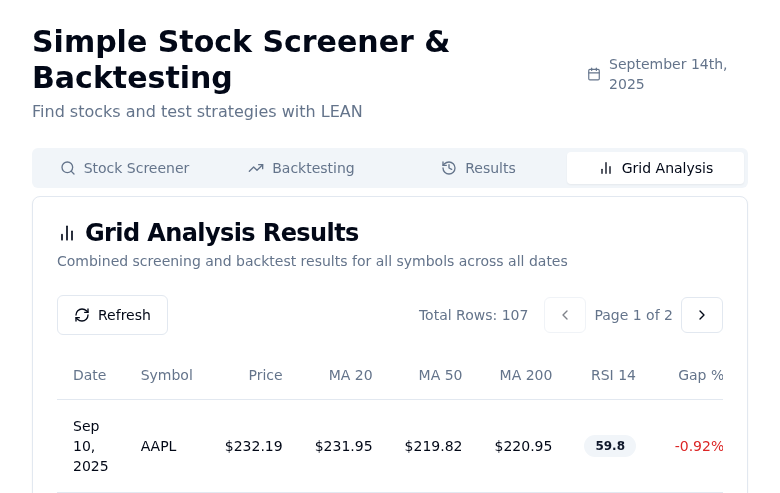 Simple Stock Screener &
Backtesting
Find stocks and test strategies with LEAN
September 14th,
2025
Stock Screener Backtesting Results Grid Analysis
Grid Analysis Results
Combined screening and backtest results for all symbols across all dates
Refresh Total Rows: 107 Page 1 of 2
Date Symbol Price MA 20 MA 50 MA 200 RSI 14 Gap %
Sep
10,
2025
AAPL $232.19 $231.95 $219.82 $220.95 59.8 -0.92%